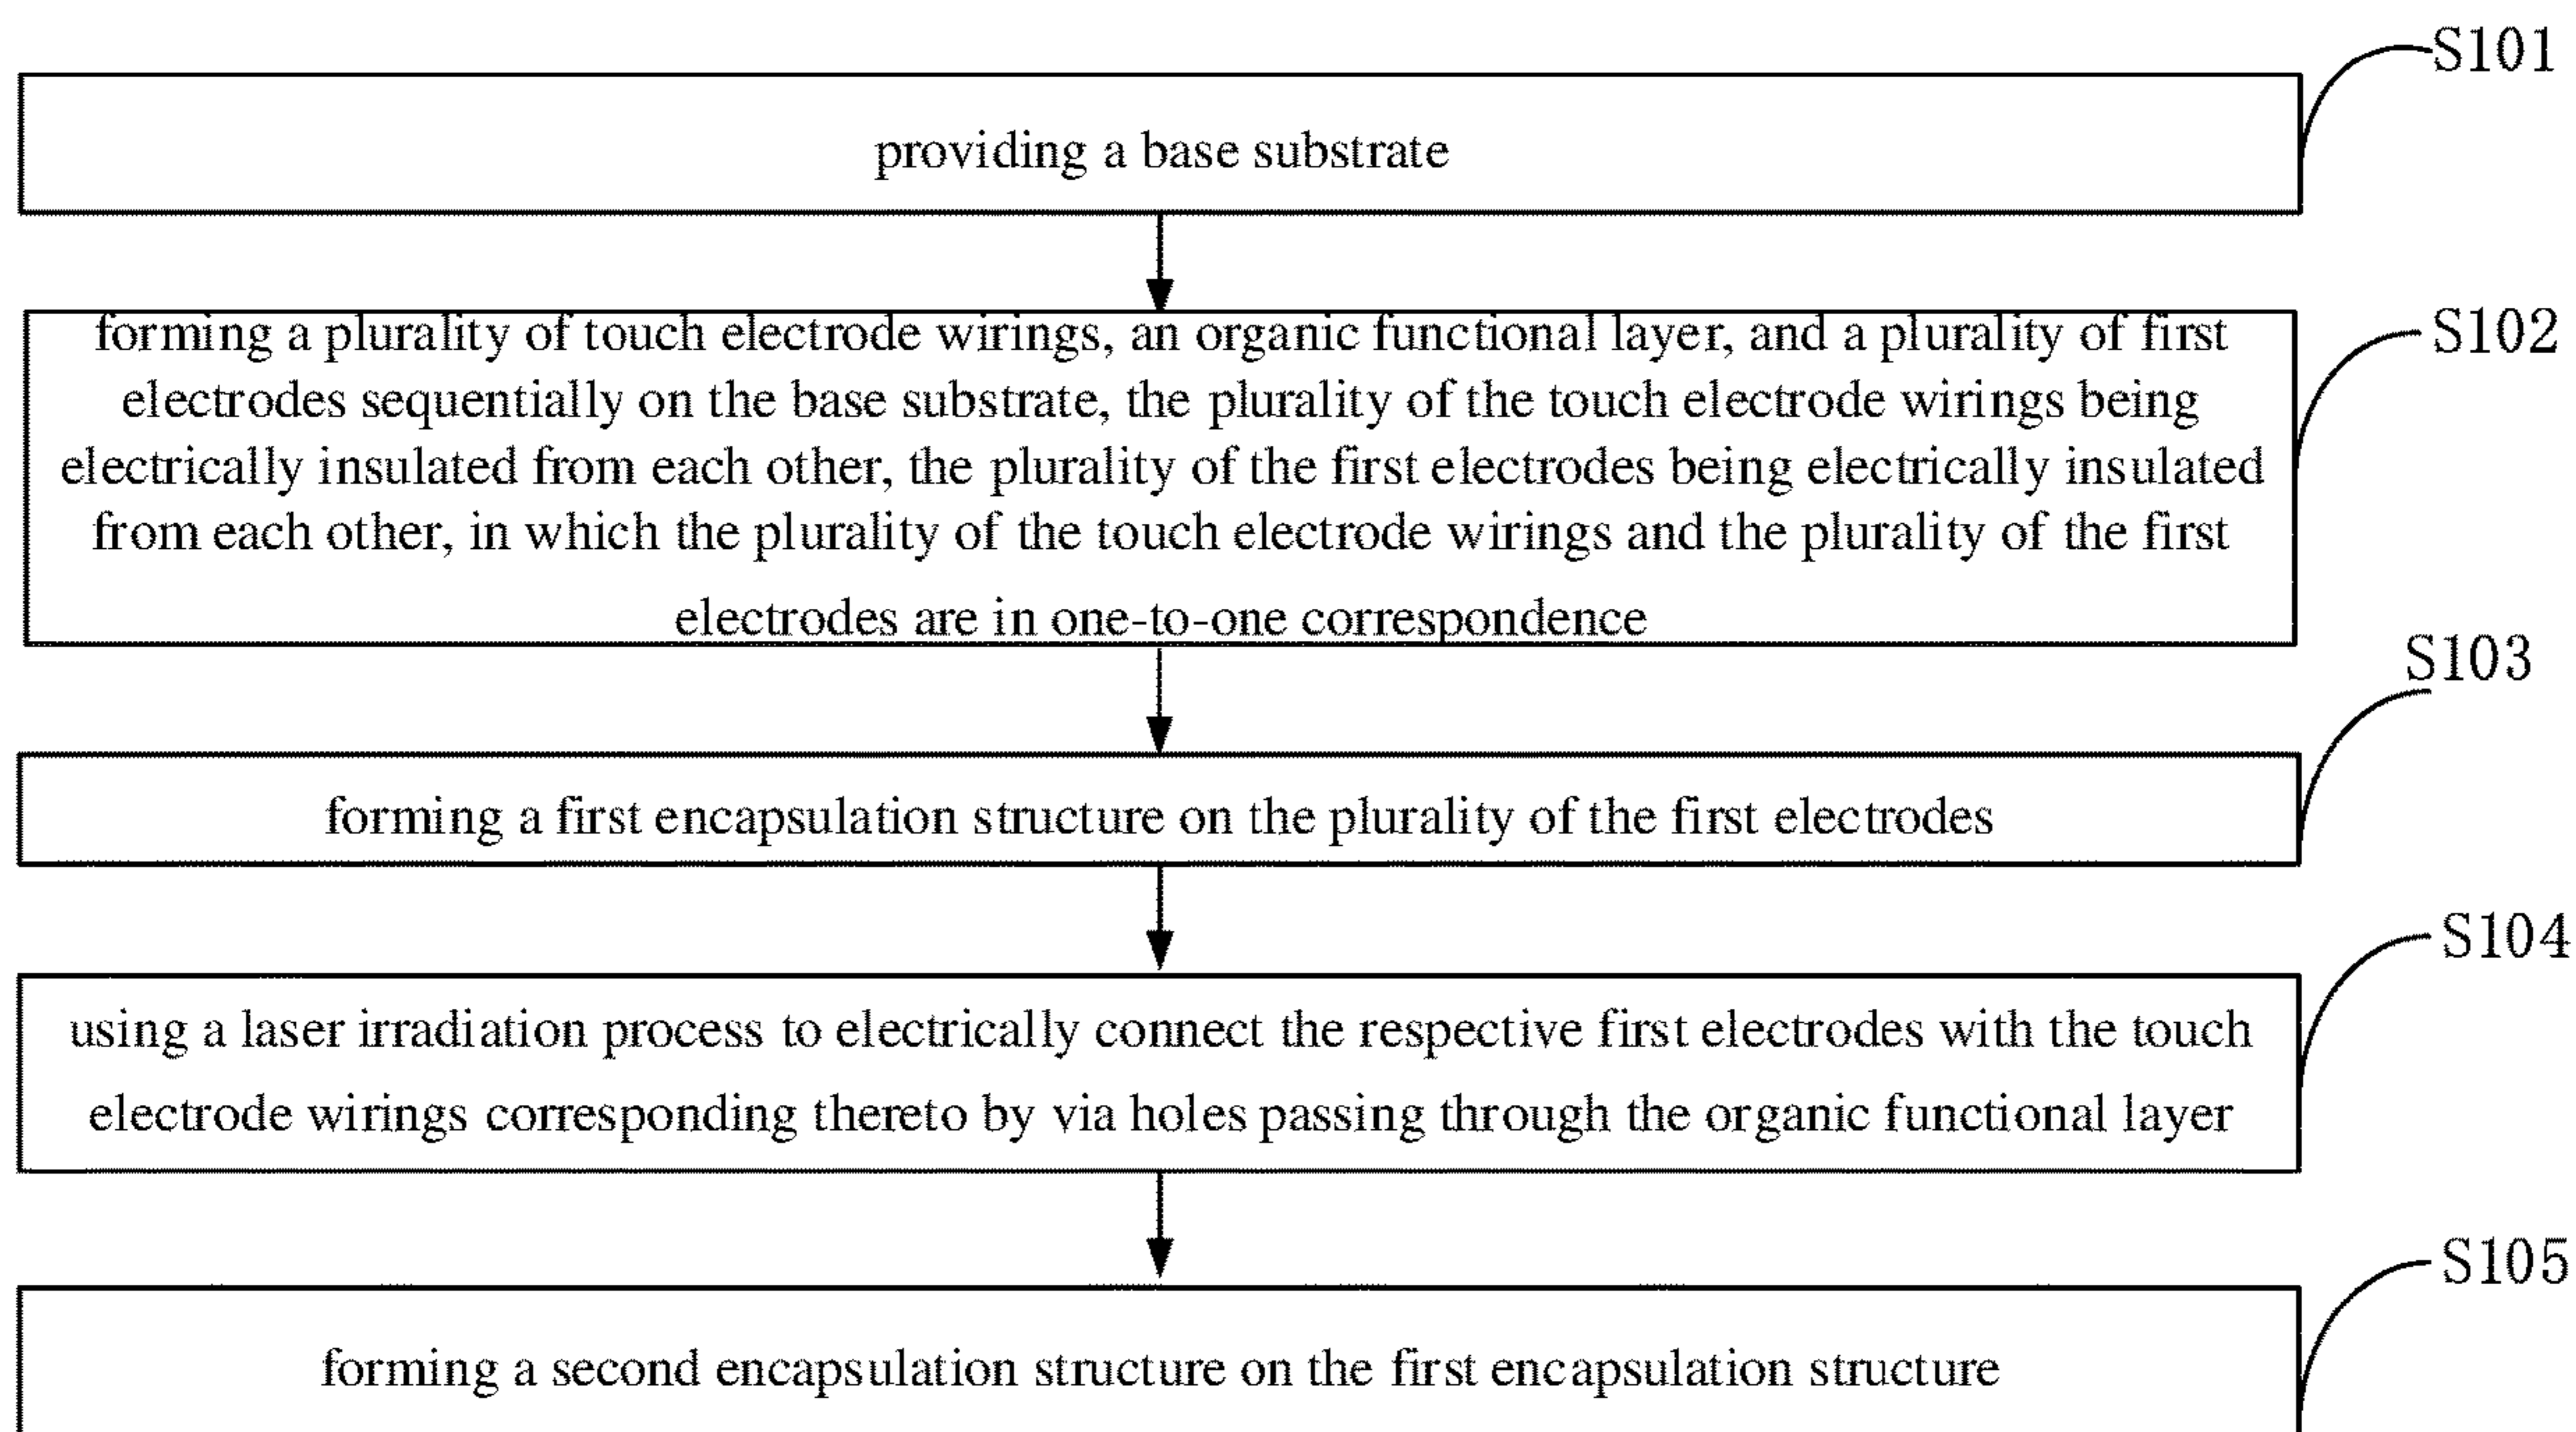 S101
providing a base substrate
S102
forming a plurality of touch electrode wirings, an organic functional layer, and a plurality of first
electrodes sequentially on the base substrate, the plurality of the touch electrode wirings being
electrically insulated from each other, the plurality of the first electrodes being electrically insulated
from each other, in which the plurality of the touch electrode wirings and the plurality of the first
electrodes are in one-to-one correspondence
S103
forming a first encapsulation structure on the plurality of the first electrodes
S104
using a laser irradiation process to electrically connect the respective first electrodes with the touch
electrode wirings corresponding thereto by via holes passing through the organic functional layer
S105
forming a second encapsulation structure on the first encapsulation structure